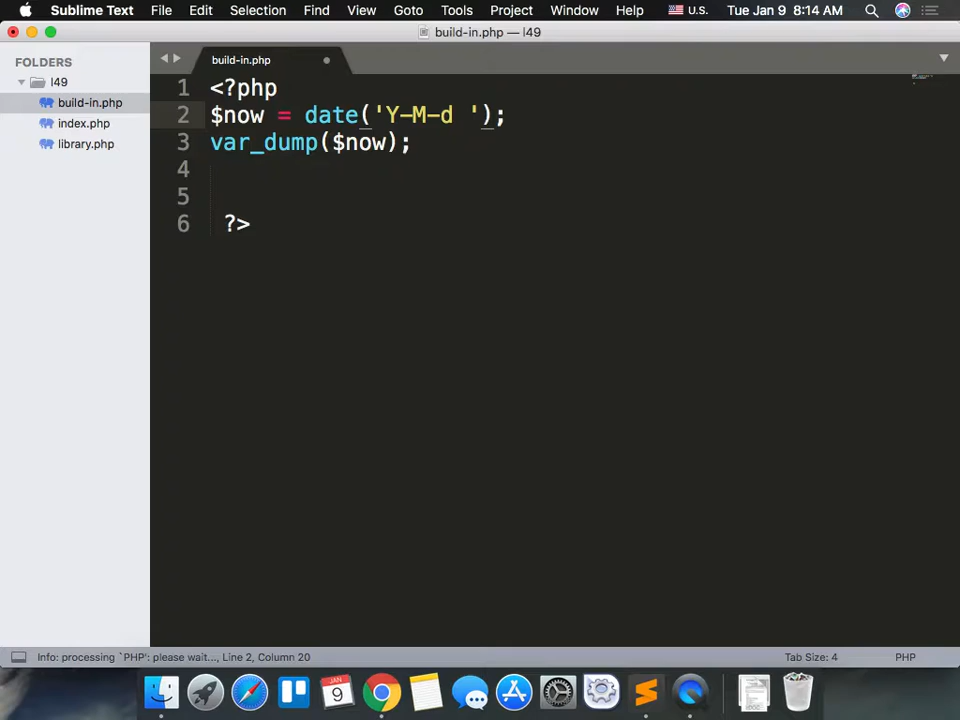 Sublime Text File Edit Selection Find View Goto Tools Project Window Help U.S. Tue Jan 9 8:14 AM
build-in.php — l49
FOLDERS
l49
build-in.php
index.php
library.php
build-in.php
1 <?php
2 $now = date('Y-M-d ');
3 var_dump($now);
4
5
6 ?>
Info: processing `PHP': please wait..., Line 2, Column 20 Tab Size: 4 PHP
9